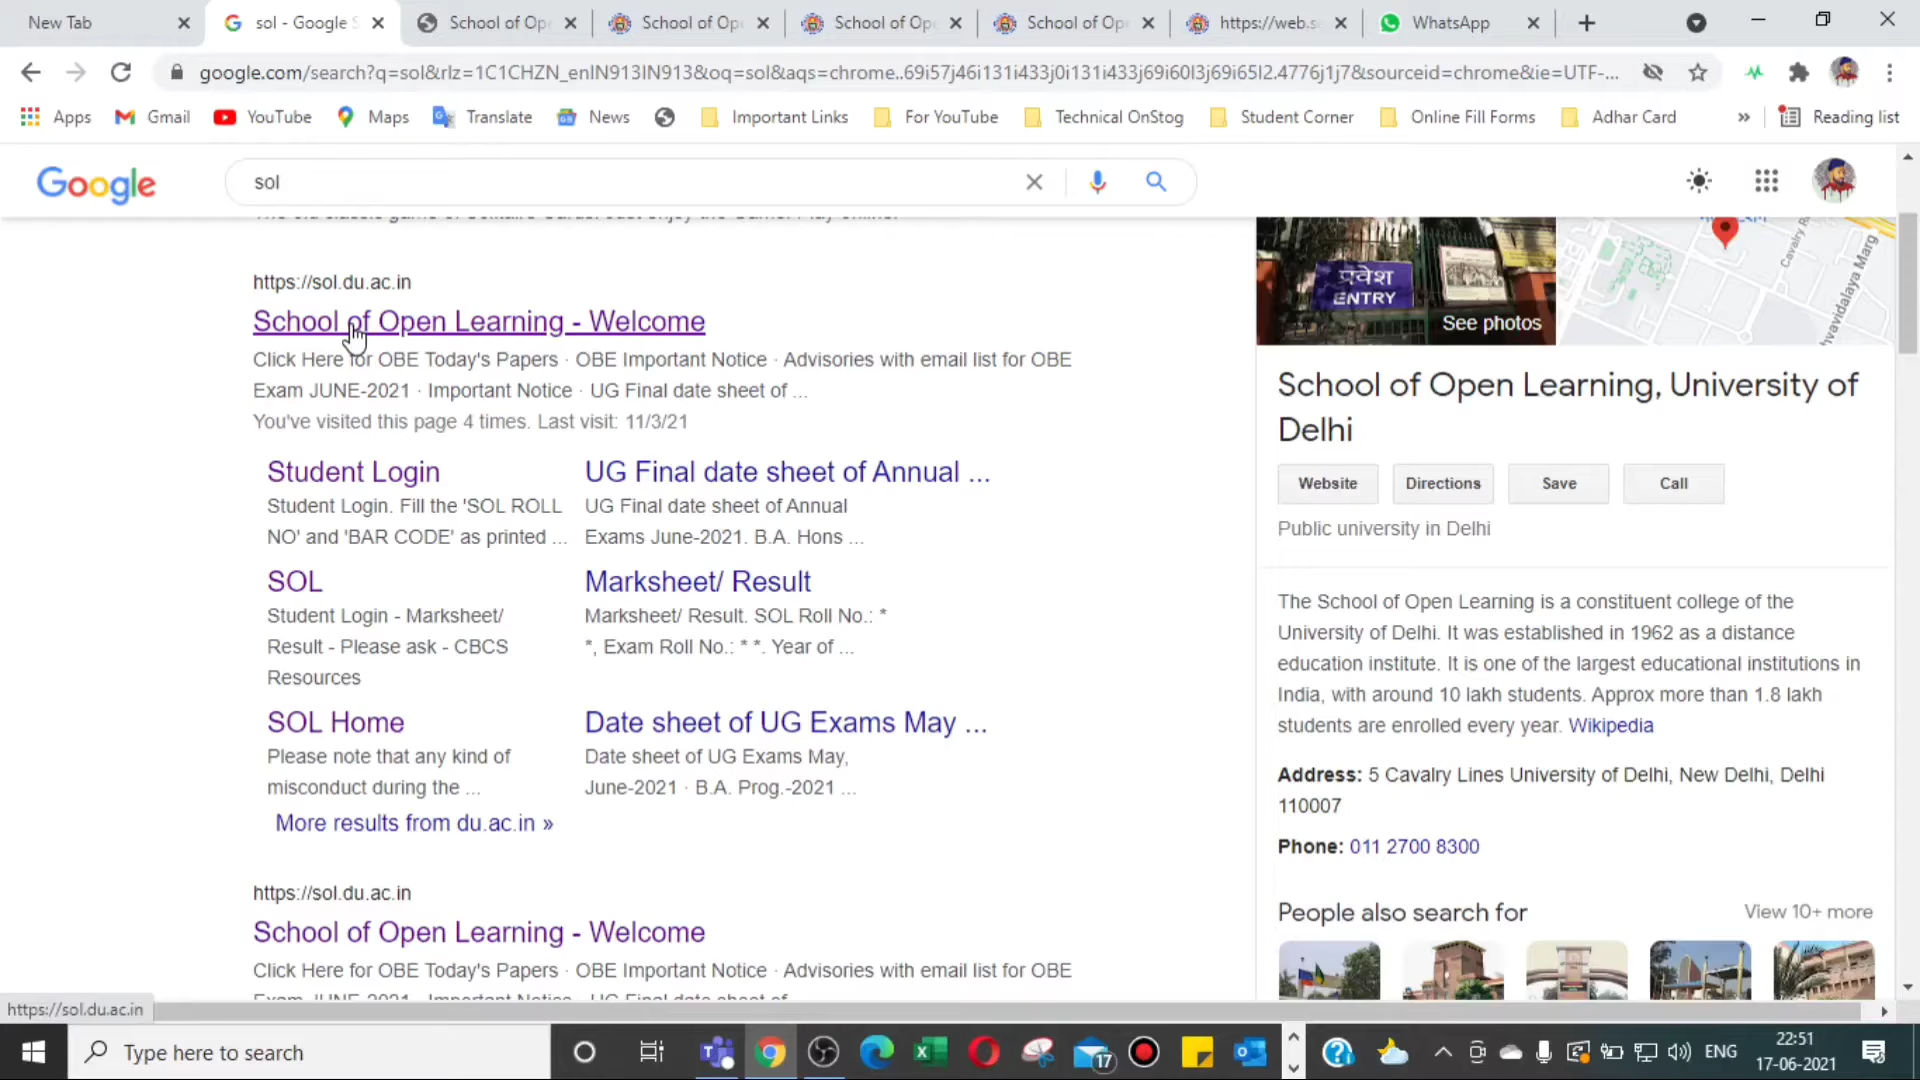 New Tab
sol - Google S
School of Ope
School of Ope
School of Ope
School of Ope
https://web.s
WhatsApp
google.com/search?q=sol&rlz=1C1CHZN_enIN913IN913&oq=sol&aqs=chrome..69i57j46i131i433j0i131i433j69i60l3j69i65l2.4776j1j7&sourceid=chrome&ie=UTF-...
Apps
Gmail
YouTube
Maps
Translate
News
Important Links
For YouTube
Technical OnStog
Student Corner
Online Fill Forms
Adhar Card
»
Reading list
Google
sol
https://sol.du.ac.in
School of Open Learning - Welcome
Click Here for OBE Today's Papers · OBE Important Notice · Advisories with email list for OBE
Exam JUNE-2021 · Important Notice · UG Final date sheet of ...
You've visited this page 4 times. Last visit: 11/3/21
Student Login
Student Login. Fill the 'SOL ROLL
NO' and 'BAR CODE' as printed ...
UG Final date sheet of Annual ...
UG Final date sheet of Annual
Exams June-2021. B.A. Hons ...
SOL
Student Login - Marksheet/
Result - Please ask - CBCS
Resources
Marksheet/ Result
Marksheet/ Result. SOL Roll No.: *
*, Exam Roll No.: * *. Year of ...
SOL Home
Please note that any kind of
misconduct during the ...
Date sheet of UG Exams May ...
Date sheet of UG Exams May,
June-2021 · B.A. Prog.-2021 ...
More results from du.ac.in »
https://sol.du.ac.in
School of Open Learning - Welcome
Click Here for OBE Today's Papers · OBE Important Notice · Advisories with email list for OBE
प्रवेश
ENTRY
See photos
Cavalry Ro
hvavidalaya Marg
School of Open Learning, University of
Delhi
Website
Directions
Save
Call
Public university in Delhi
The School of Open Learning is a constituent college of the
University of Delhi. It was established in 1962 as a distance
education institute. It is one of the largest educational institutions in
India, with around 10 lakh students. Approx more than 1.8 lakh
students are enrolled every year. Wikipedia
Address: 5 Cavalry Lines University of Delhi, New Delhi, Delhi
110007
Phone: 011 2700 8300
People also search for
View 10+ more
https://sol.du.ac.in
Type here to search
17
ENG
22:51
17-06-2021